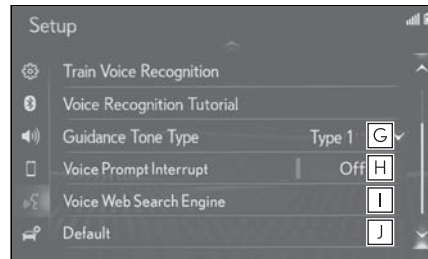 Setup
Train Voice Recognition
Voice Recognition Tutorial
Guidance Tone Type Type 1 G
Voice Prompt Interrupt Off H
Voice Web Search Engine I
Default J